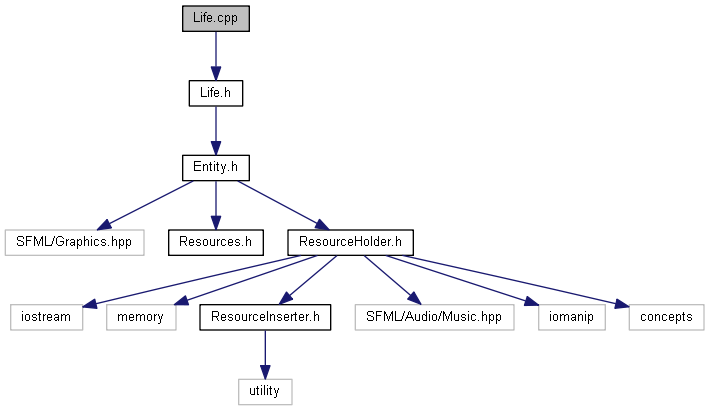 Life.cpp
Life.h
Entity.h
SFML/Graphics.hpp
Resources.h
ResourceHolder.h
iostream
memory
ResourceInserter.h
SFML/Audio/Music.hpp
iomanip
concepts
utility